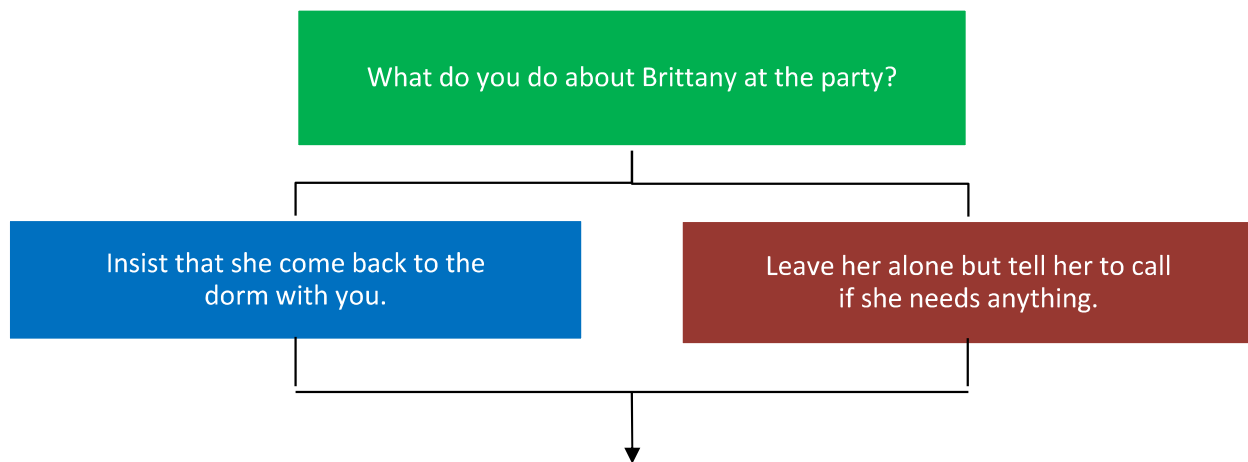 What do you do about Brittany at the party?
Insist that she come back to the
dorm with you.
Leave her alone but tell her to call
if she needs anything.